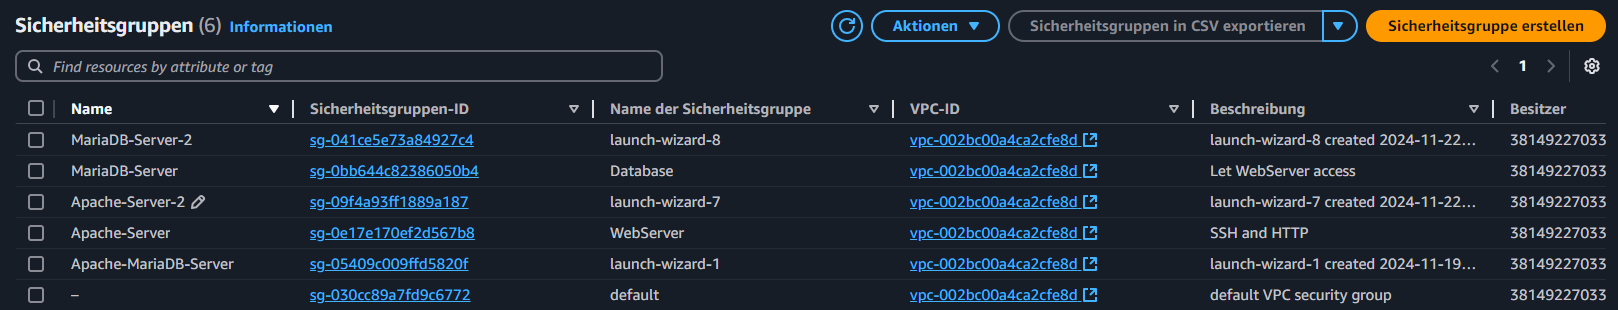 Sicherheitsgruppen (6) Informationen Aktionen Sicherheitsgruppen in CSV exportieren Sicherheitsgruppe erstellen
Find resources by attribute or tag 1
Name Sicherheitsgruppen-ID Name der Sicherheitsgruppe VPC-ID Beschreibung Besitzer
MariaDB-Server-2 sg-041ce5e73a84927c4 launch-wizard-8 vpc-002bc00a4ca2cfe8d launch-wizard-8 created 2024-11-22... 38149227033
MariaDB-Server sg-0bb644c82386050b4 Database vpc-002bc00a4ca2cfe8d Let WebServer access 38149227033
Apache-Server-2 sg-09f4a93ff1889a187 launch-wizard-7 vpc-002bc00a4ca2cfe8d launch-wizard-7 created 2024-11-22... 38149227033
Apache-Server sg-0e17e170ef2d567b8 WebServer vpc-002bc00a4ca2cfe8d SSH and HTTP 38149227033
Apache-MariaDB-Server sg-05409c009ffd5820f launch-wizard-1 vpc-002bc00a4ca2cfe8d launch-wizard-1 created 2024-11-19... 38149227033
– sg-030cc89a7fd9c6772 default vpc-002bc00a4ca2cfe8d default VPC security group 38149227033